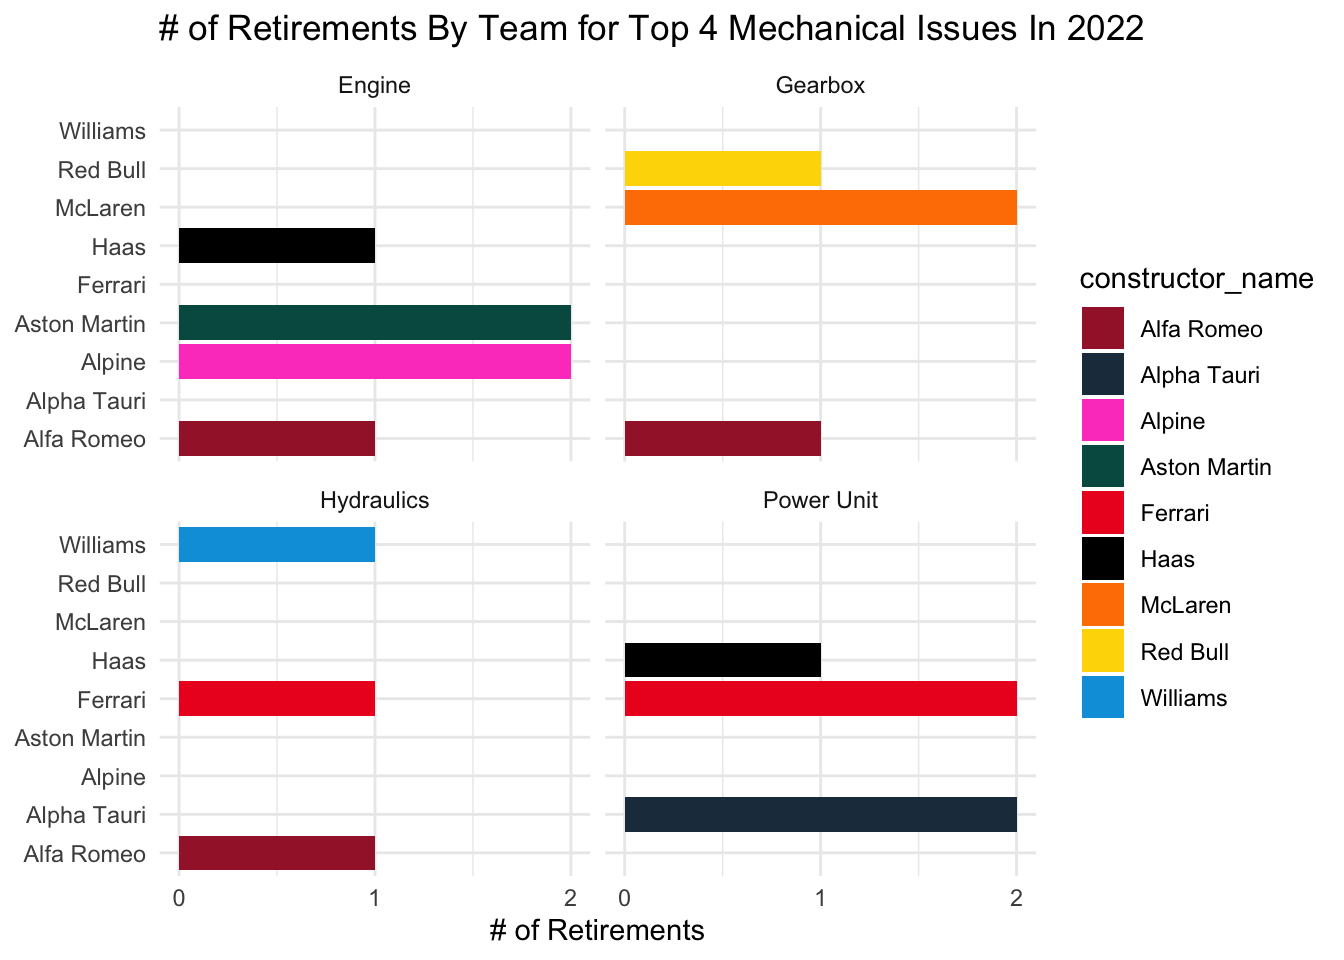 # of Retirements By Team for Top 4 Mechanical Issues In 2022
Engine
Gearbox
Williams
Red Bull
McLaren
Haas
Ferrari
Aston Martin
Alpine
Alpha Tauri
Alfa Romeo
Hydraulics
Power Unit
Williams
Red Bull
McLaren
Haas
Ferrari
Aston Martin
Alpine
Alpha Tauri
Alfa Romeo
0 1 2 0 1 2
# of Retirements
constructor_name
Alfa Romeo
Alpha Tauri
Alpine
Aston Martin
Ferrari
Haas
McLaren
Red Bull
Williams